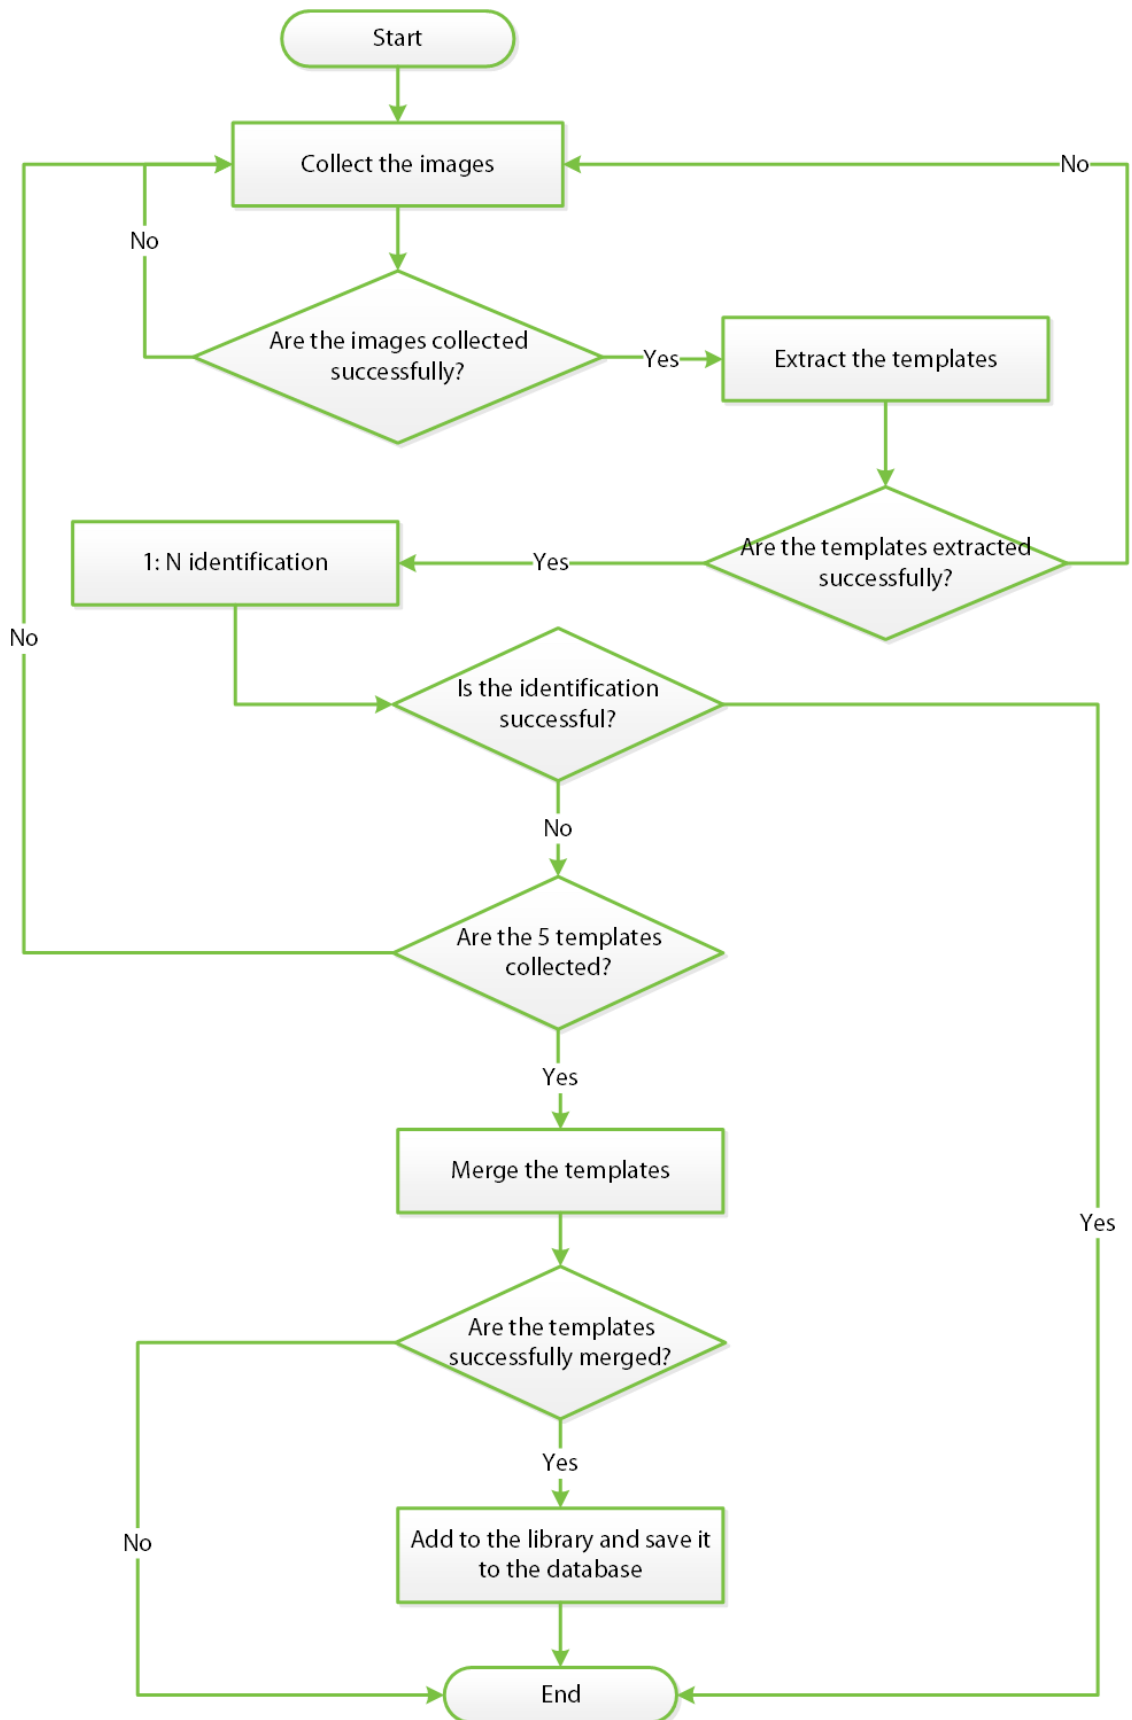 Start
Collect the images
No
No
Are the images collected
successfully?
Yes
Extract the templates
1: N identification
Yes
Are the templates extracted
successfully?
No
Is the identification
successful?
No
Are the 5 templates
collected?
Yes
Merge the templates
Yes
Are the templates
successfully merged?
Yes
No
Add to the library and save it
to the database
End